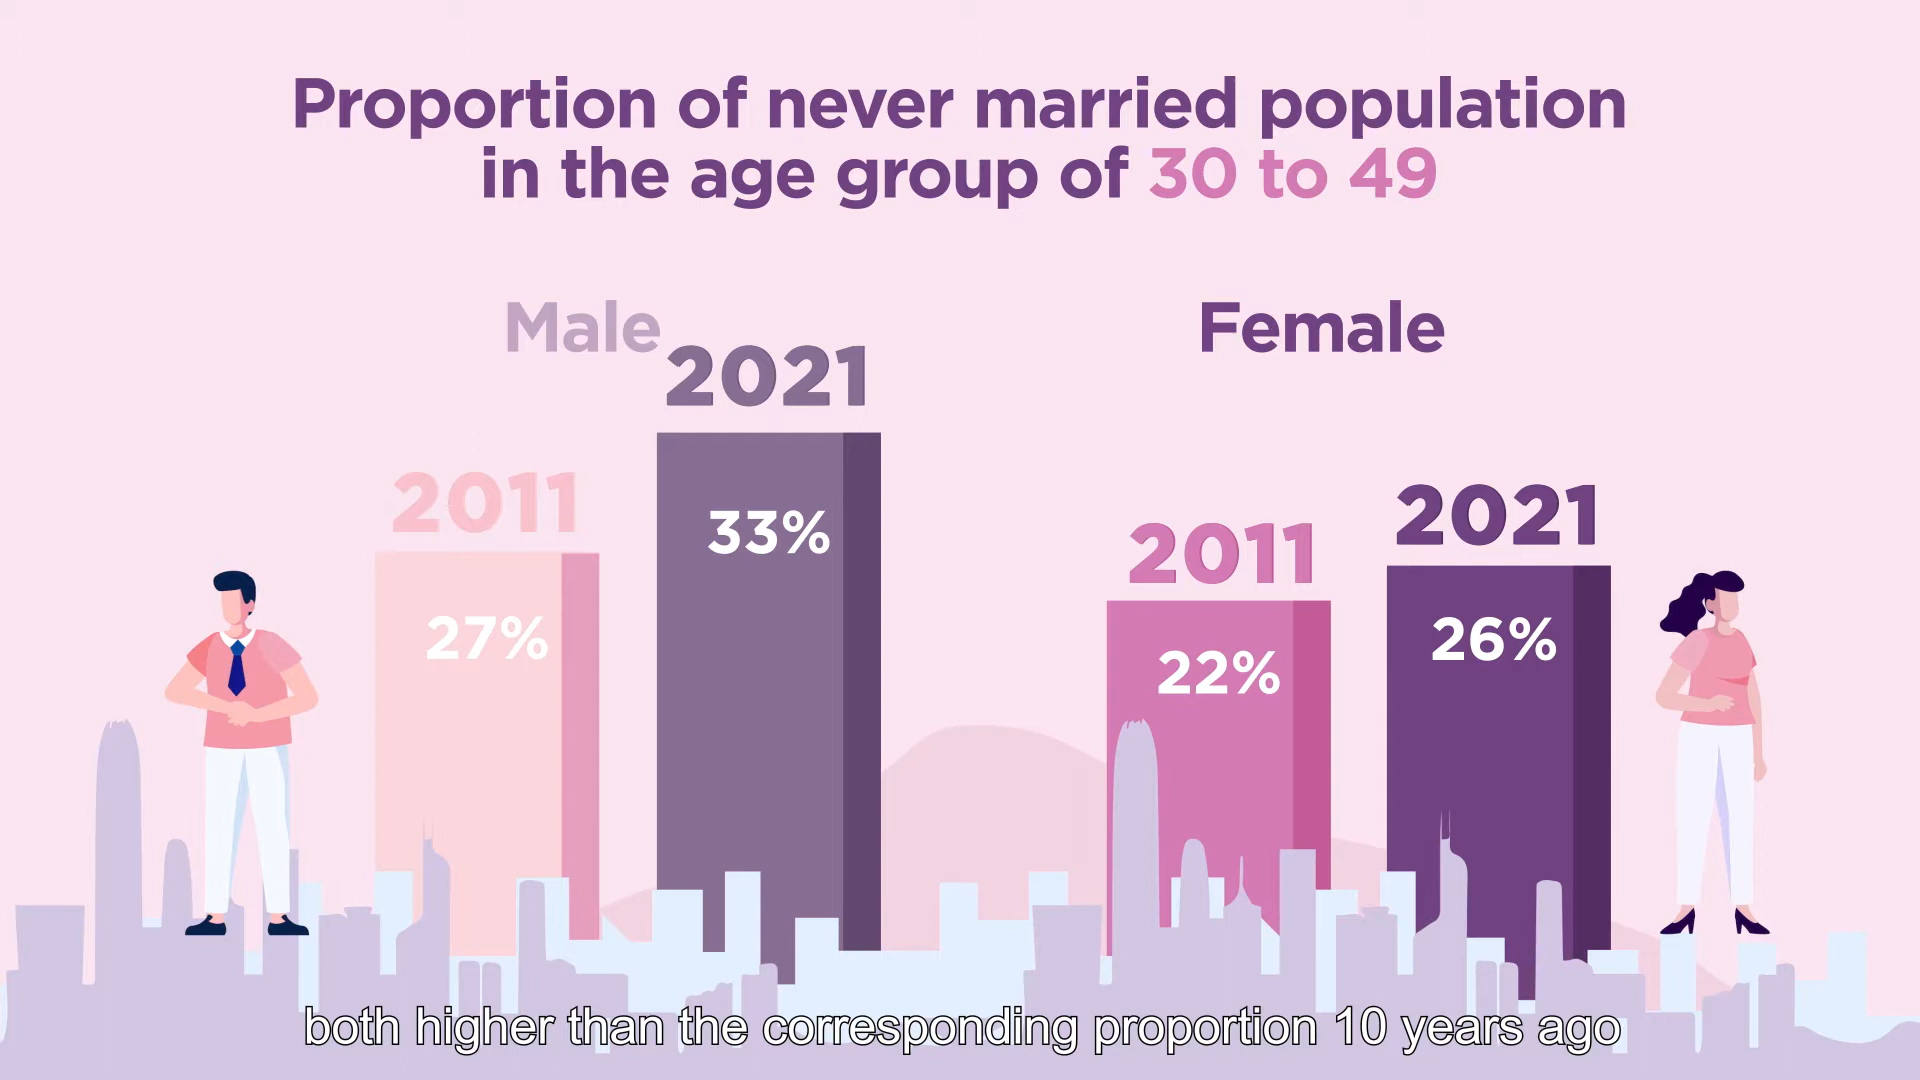 Proportion of never married population
in the age group of 30 to 49
Male
Female
2021
2011
33%
27%
2021
2011
26%
22%
both higher than the corresponding proportion 10 years ago